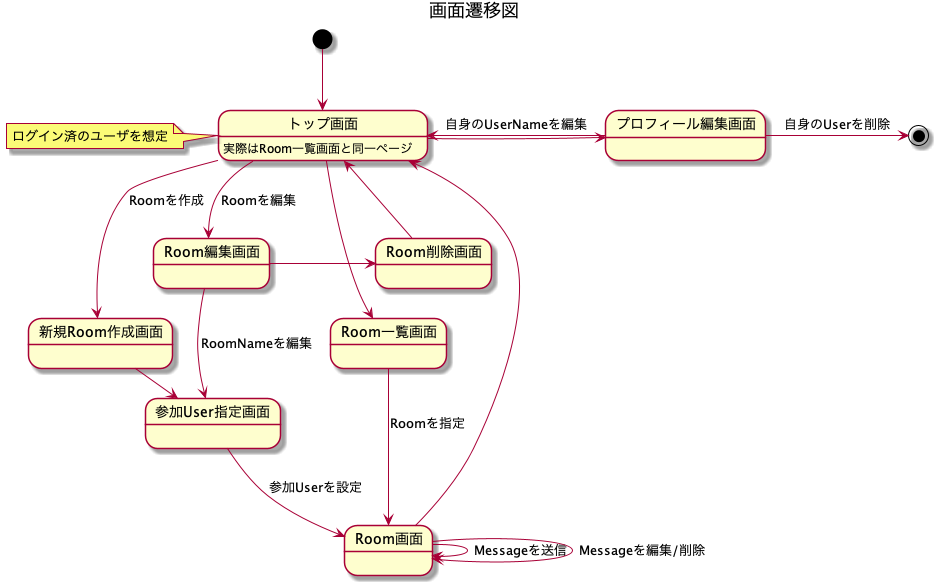 画面遷移図
トップ画面
実際はRoom一覧画面と同一ページ
ログイン済のユーザを想定
自身のUserNameを編集
プロフィール編集画面
自身のUserを削除
Roomを作成
Roomを編集
Room編集画面
Room削除画面
新規Room作成画面
RoomNameを編集
Room一覧画面
参加User指定画面
Roomを指定
参加Userを設定
Room画面
Messageを送信
Messageを編集/削除